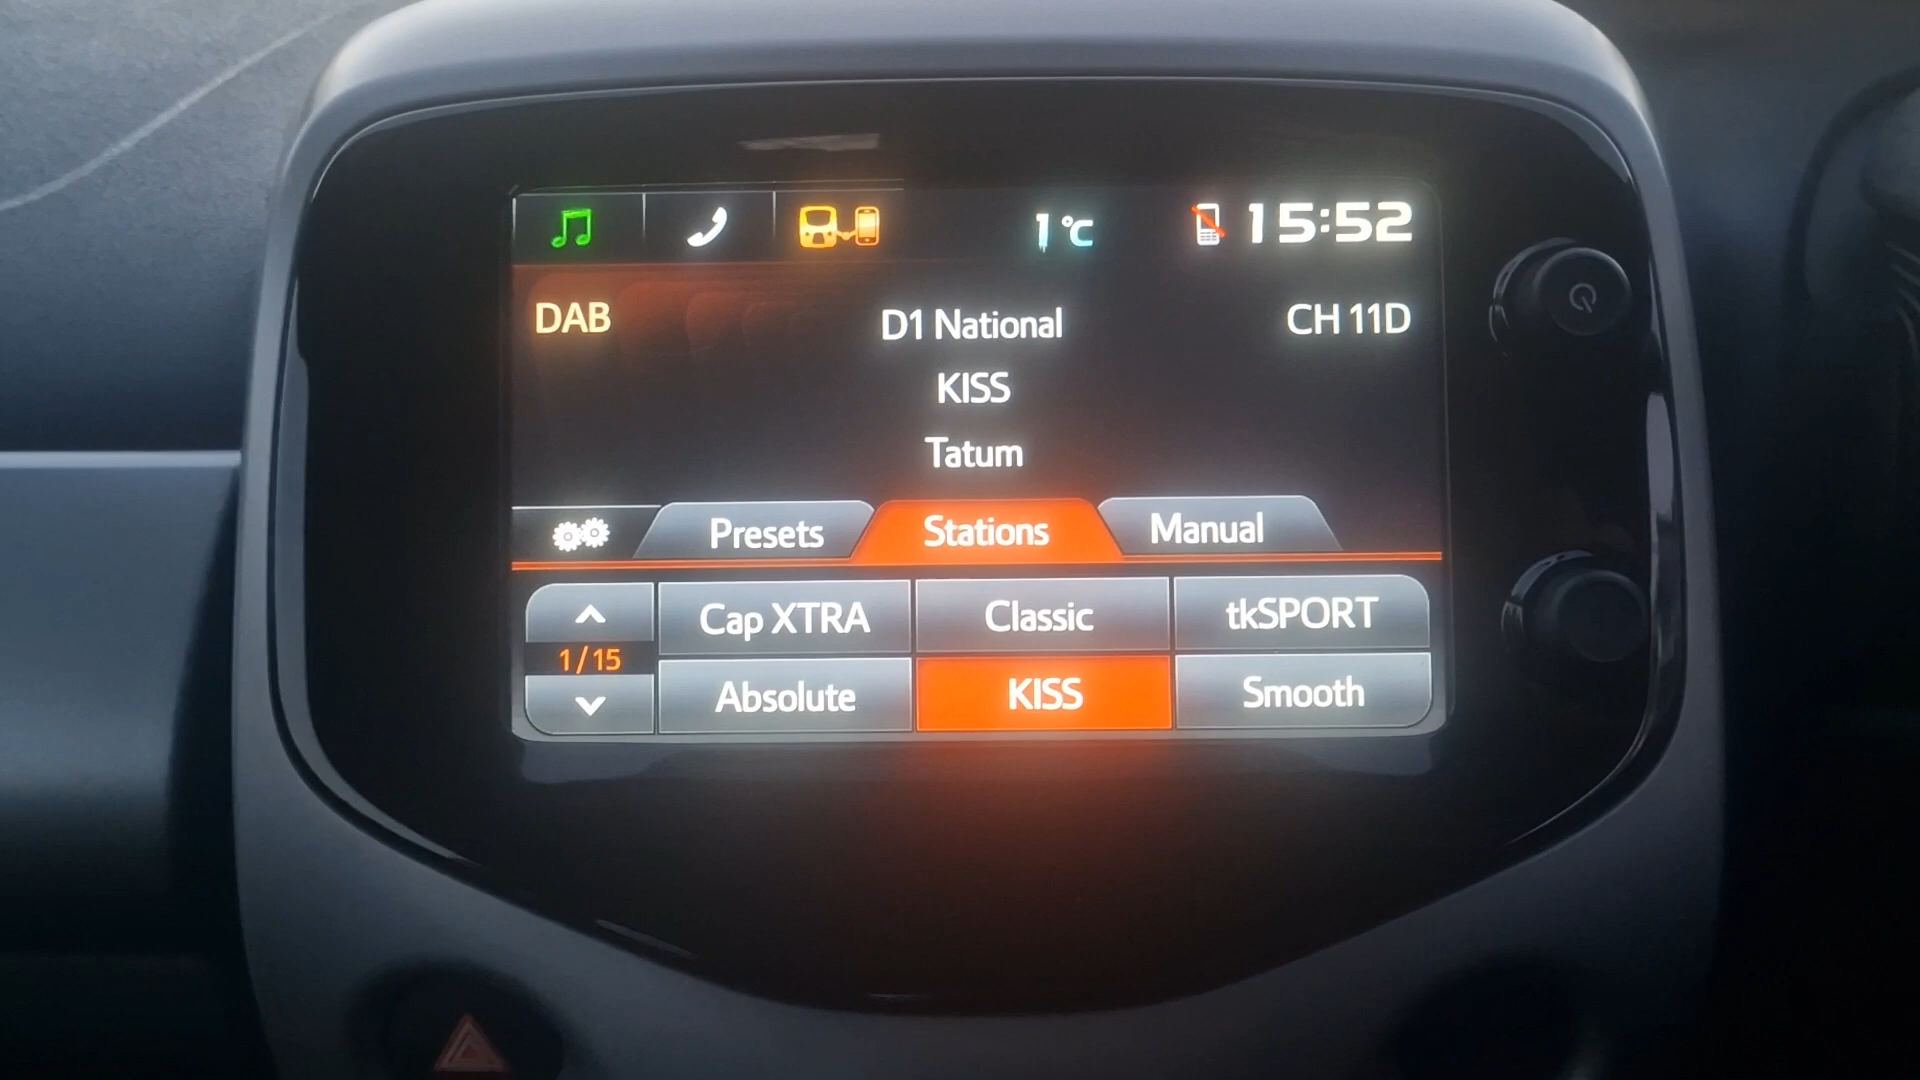 1°C 15:52
DAB D1 National CH 11D
KISS
Tatum
Presets Stations Manual
Cap XTRA Classic tkSPORT
1/15
Absolute KISS Smooth